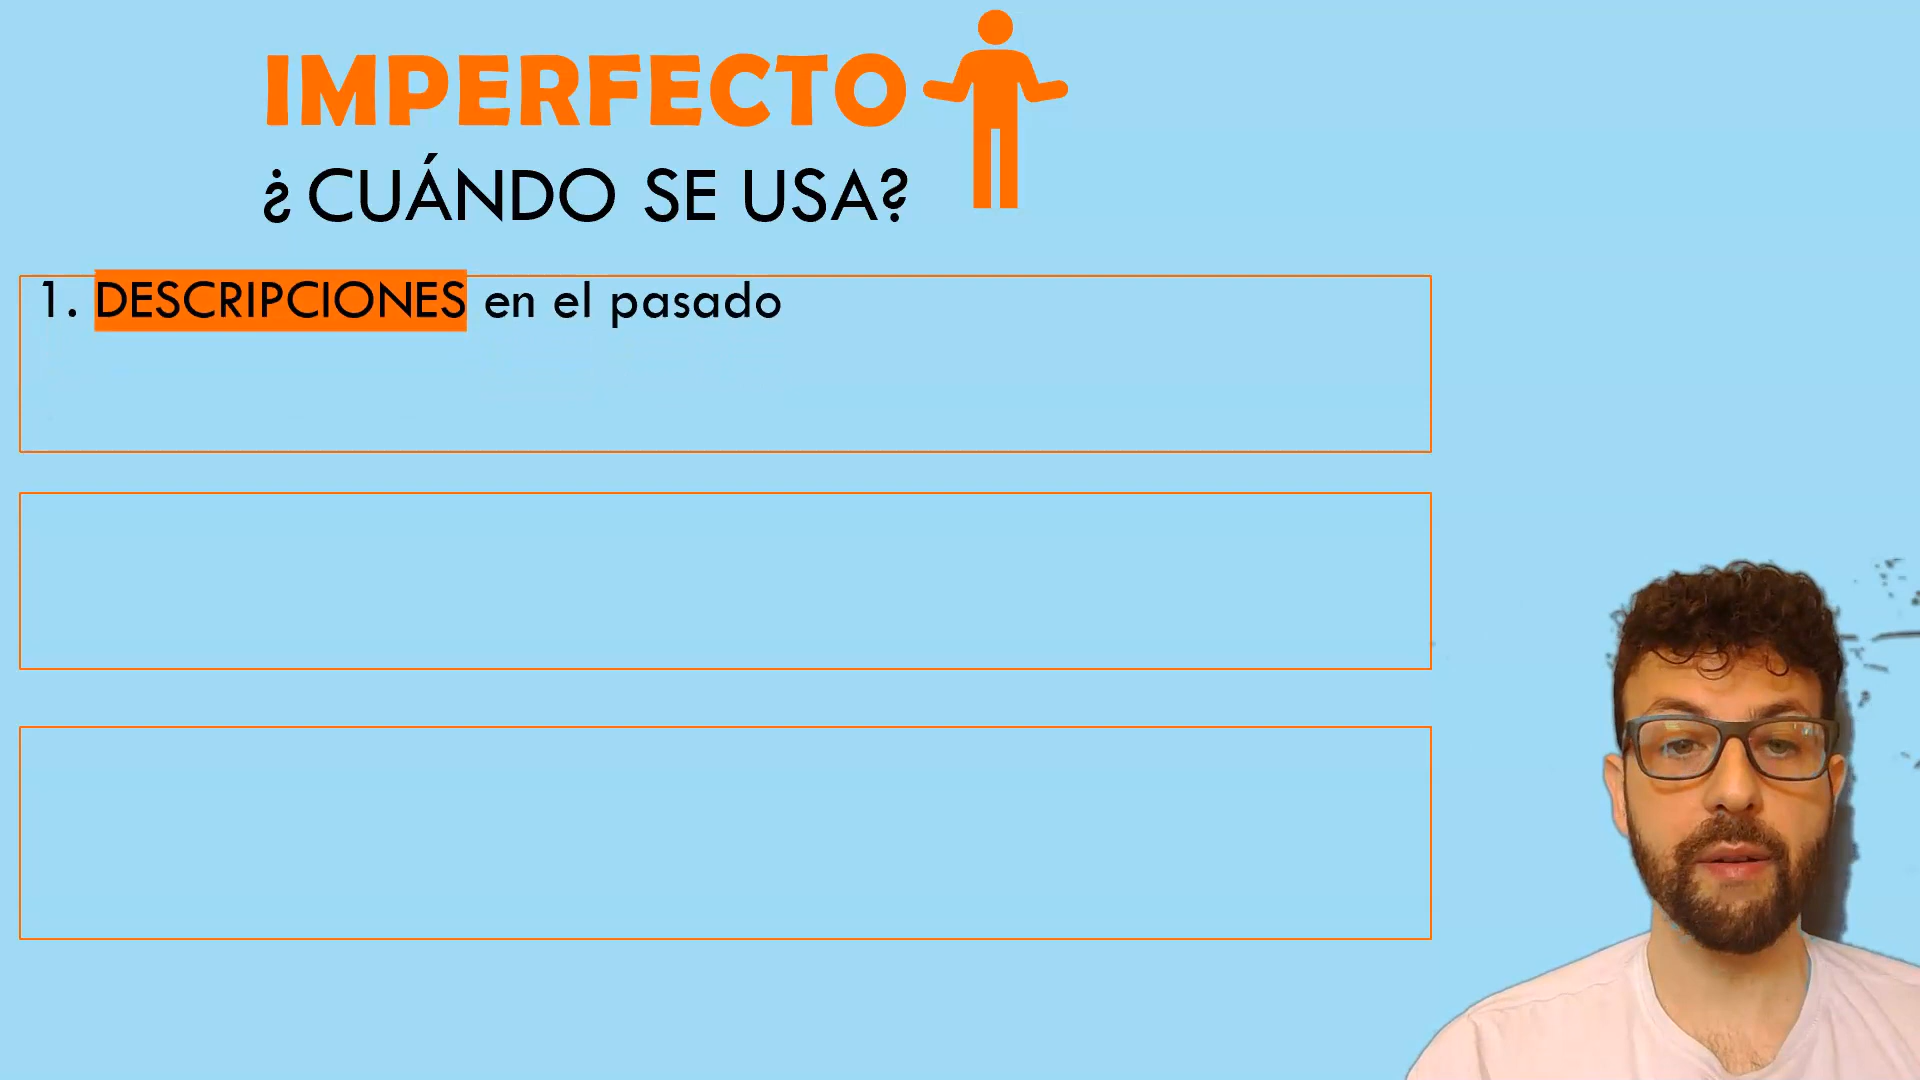 IMPERFECTO
¿CUÁNDO SE USA?
1. DESCRIPCIONES en el pasado